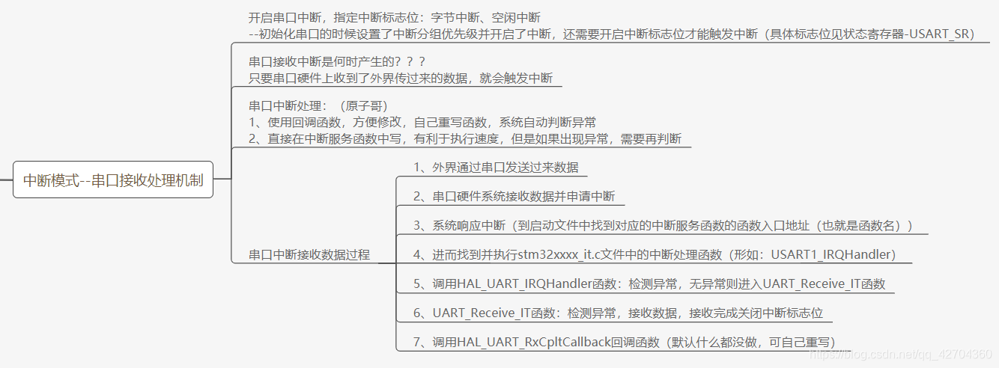 开启串口中断，指定中断标志位：字节中断、空闲中断
--初始化串口的时候设置了中断分组优先级并开启了中断，还需要开启中断标志位才能触发中断（具体标志位见状态寄存器-USART_SR）
串口接收中断是何时产生的？？？
只要串口硬件上收到了外界传过来的数据，就会触发中断
串口中断处理：（原子哥）
1、使用回调函数，方便修改，自己重写函数，系统自动判断异常
2、直接在中断服务函数中写，有利于执行速度，但是如果出现异常，需要再判断
中断模式--串口接收处理机制
串口中断接收数据过程
1、外界通过串口发送过来数据
2、串口硬件系统接收数据并申请中断
3、系统响应中断（到启动文件中找到对应的中断服务函数的函数入口地址（也就是函数名））
4、进而找到并执行stm32xxxx_it.c文件中的中断处理函数（形如：USART1_IRQHandler）
5、调用HAL_UART_IRQHandler函数：检测异常，无异常则进入UART_Receive_IT函数
6、UART_Receive_IT函数：检测异常，接收数据，接收完成关闭中断标志位
7、调用HAL_UART_RxCpltCallback回调函数（默认什么都没做，可自己重写）
https://blog.csdn.net/qq_42704360